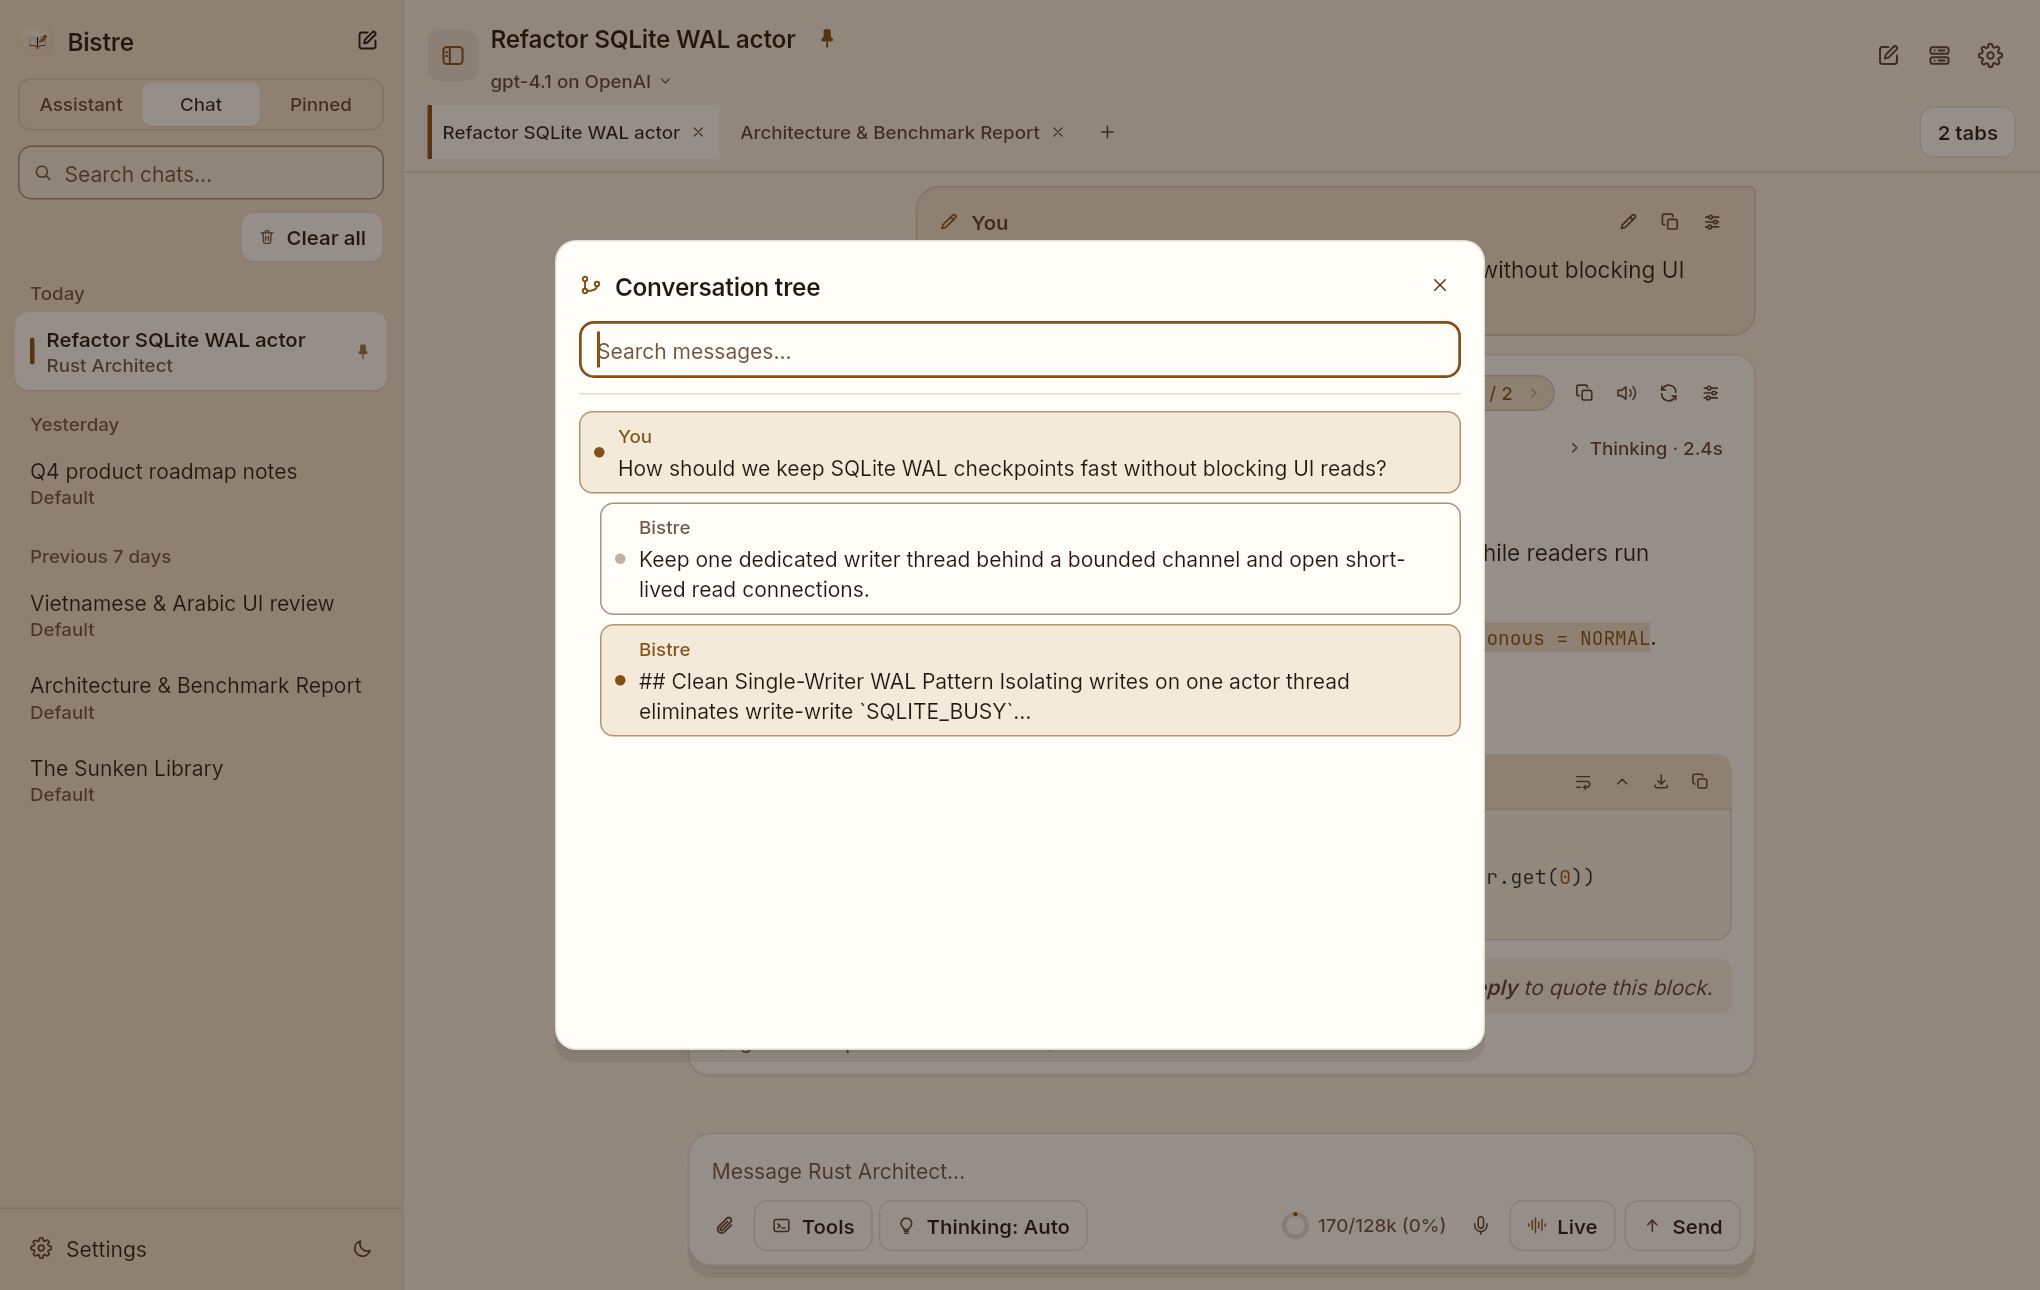 Bistre
Assistant
Chat
Pinned
Search chats...
Clear all
Today
Refactor SQLite WAL actor
Rust Architect
Yesterday
Q4 product roadmap notes
Default
Previous 7 days
Vietnamese & Arabic UI review
Default
Architecture & Benchmark Report
Default
The Sunken Library
Default
Settings
Refactor SQLite WAL actor
gpt-4.1 on OpenAI
Refactor SQLite WAL actor
Architecture & Benchmark Report
2 tabs
You
without blocking UI
/ 2
Thinking · 2.4s
while readers run
onous = NORMAL.
r.get(0))
eply to quote this block.
Conversation tree
Search messages...
You
How should we keep SQLite WAL checkpoints fast without blocking UI reads?
Bistre
Keep one dedicated writer thread behind a bounded channel and open short-
lived read connections.
Bistre
## Clean Single-Writer WAL Pattern Isolating writes on one actor thread
eliminates write-write `SQLITE_BUSY`...
Message Rust Architect...
Tools
Thinking: Auto
170/128k (0%)
Live
Send